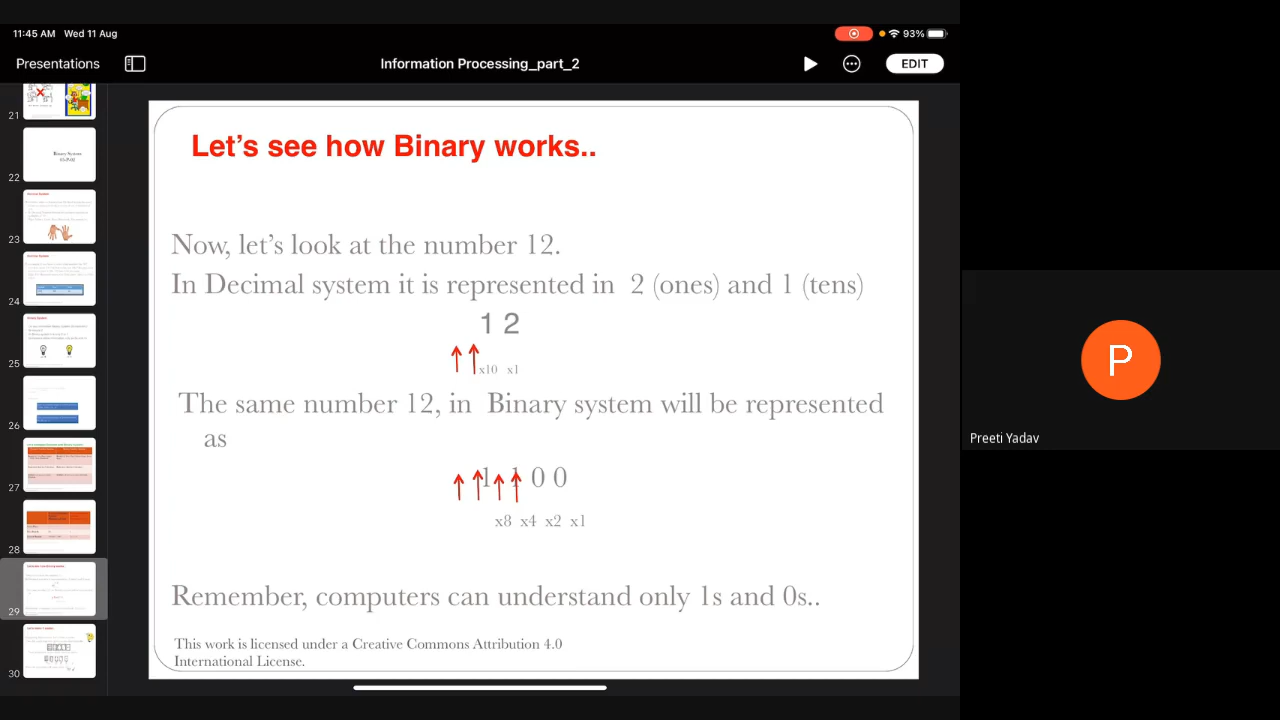 11:45 AM Wed 11 Aug
93%
Presentations
Information Processing_part_2
EDIT
21
22
23
24
25
26
27
28
29
30
Binary System
Let’s see how Binary works..
Now, let’s look at the number 12.
In Decimal system it is represented in 2 (ones) and 1 (tens)
1 2
x10 x1
The same number 12, in Binary system will be represented
as
1 1 0 0
x8 x4 x2 x1
Remember, computers can understand only 1s and 0s..
This work is licensed under a Creative Commons Attribution 4.0
International License.
P
Preeti Yadav